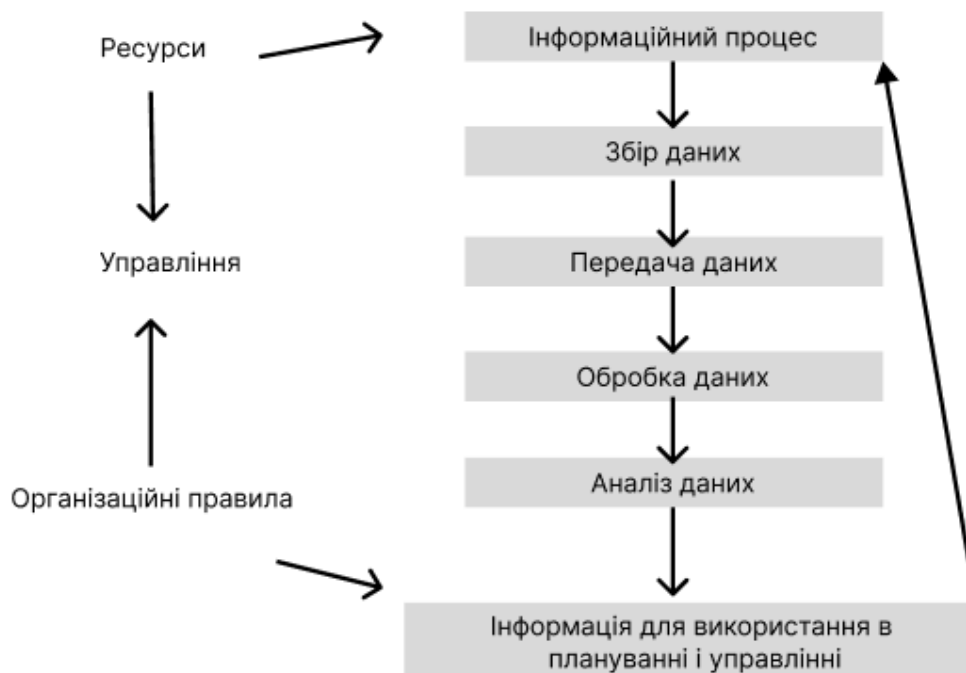 Ресурси
Управління
Організаційні правила
Інформаційний процес
Збір даних
Передача даних
Обробка даних
Аналіз даних
Інформація для використання в
плануванні і управлінні